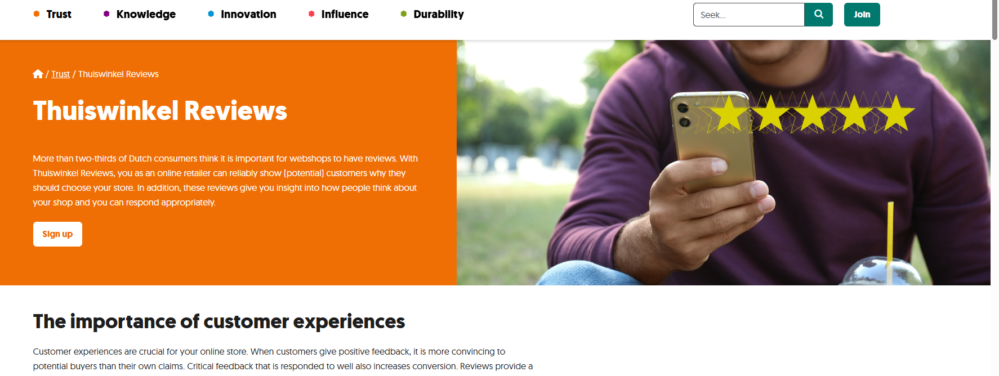 Trust Knowledge Innovation Influence Durability Seek... Join
/ Trust / Thuiswinkel Reviews
Thuiswinkel Reviews
More than two-thirds of Dutch consumers think it is important for webshops to have reviews. With
Thuiswinkel Reviews, you as an online retailer can reliably show (potential) customers why they
should choose your store. In addition, these reviews give you insight into how people think about
your shop and you can respond appropriately.
Sign up
The importance of customer experiences
Customer experiences are crucial for your online store. When customers give positive feedback, it is more convincing to
potential buyers than their own claims. Critical feedback that is responded to well also increases conversion. Reviews provide a